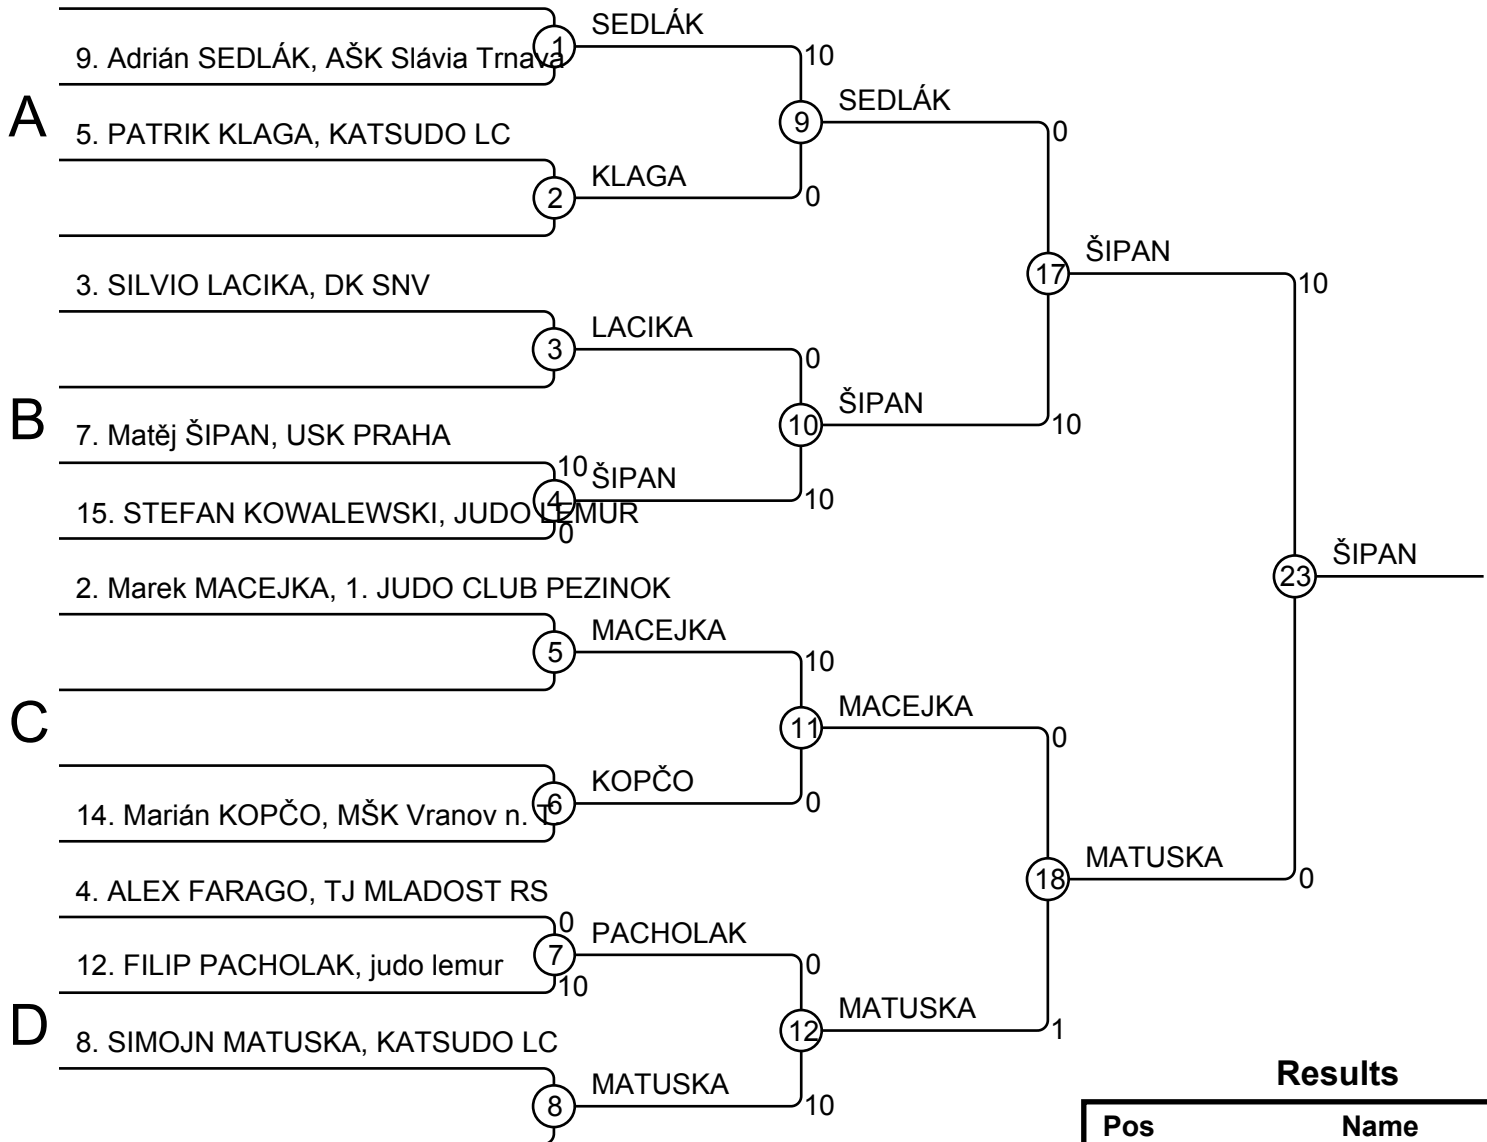 SEDLÁK
1
9. Adrián SEDLÁK, AŠK Slávia Trnava
10
A
SEDLÁK
9
0
5. PATRIK KLAGA, KATSUDO LC
KLAGA
2
0
ŠIPAN
17
10
3. SILVIO LACIKA, DK SNV
LACIKA
3
0
B
ŠIPAN
10
10
7. Matěj ŠIPAN, USK PRAHA
10
ŠIPAN
4
10
15. STEFAN KOWALEWSKI, JUDO LEMUR
0
ŠIPAN
23
2. Marek MACEJKA, 1. JUDO CLUB PEZINOK
MACEJKA
5
10
C
MACEJKA
11
0
KOPČO
6
0
14. Marián KOPČO, MŠK Vranov n. T
MATUSKA
18
0
4. ALEX FARAGO, TJ MLADOST RS
0
PACHOLAK
7
0
12. FILIP PACHOLAK, judo lemur
10
D
MATUSKA
12
1
8. SIMOJN MATUSKA, KATSUDO LC
MATUSKA
8
10
Results
Pos Name